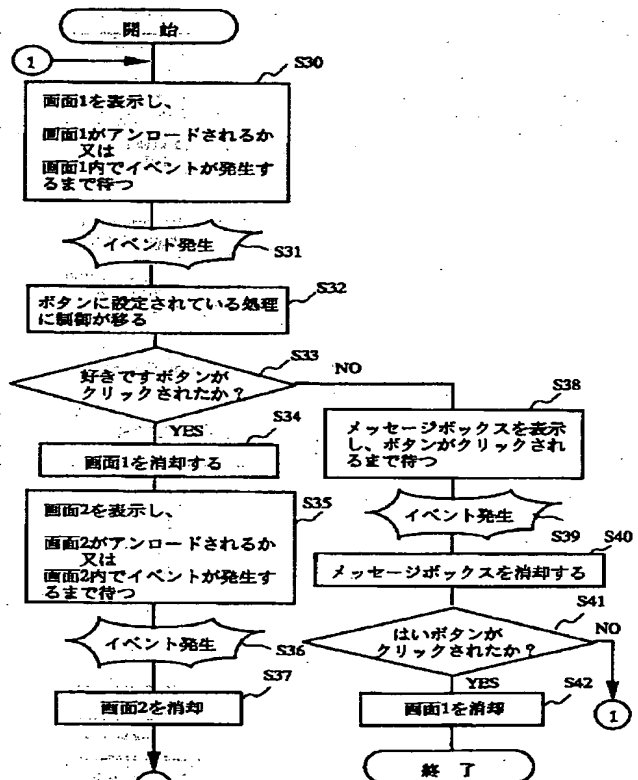 開 始
1
S30
画面1を表示し、
画面1がアンロードされるか
又は
画面1内でイベントが発生す
るまで待つ
イベント発生
S31
S32
ボタンに設定されている処理
に制御が移る
S33
好きですボタンが
クリックされたか?
NO
YES
S34
画面1を消却する
S35
画面2を表示し、
画面2がアンロードされるか
又は
画面2内でイベントが発生す
るまで待つ
イベント発生
S36
S37
画面2を消却
S38
メッセージボックスを表示
し、ボタンがクリックされ
るまで待つ
イベント発生
S39
S40
メッセージボックスを消却する
S41
はいボタンが
クリックされたか?
NO
YES
1
S42
画面1を消却
終 了